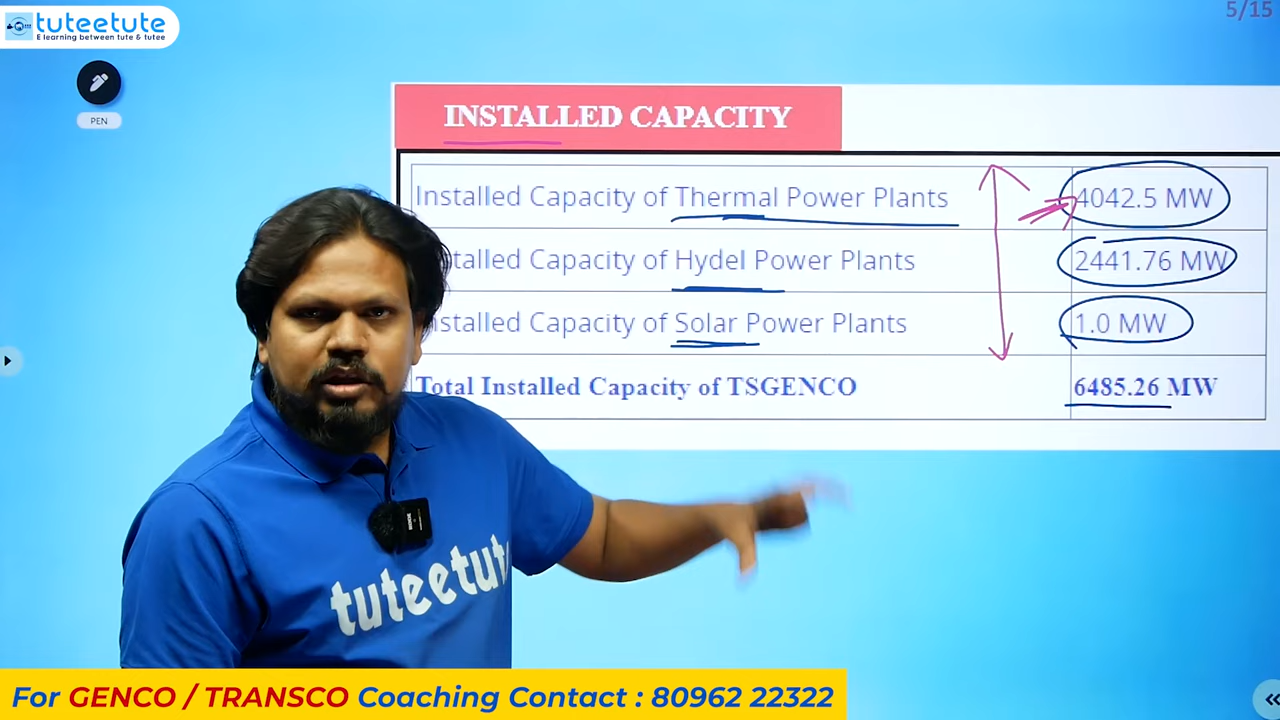 5/15
tuteetute
E learning between tute & tutee
PEN
INSTALLED CAPACITY
Installed Capacity of Thermal Power Plants 4042.5 MW
talled Capacity of Hydel Power Plants 2441.76 MW
nstalled Capacity of Solar Power Plants 1.0 MW
Total Installed Capacity of TSGENCO 6485.26 MW
tuteetut
For GENCO / TRANSCO Coaching Contact : 80962 22322